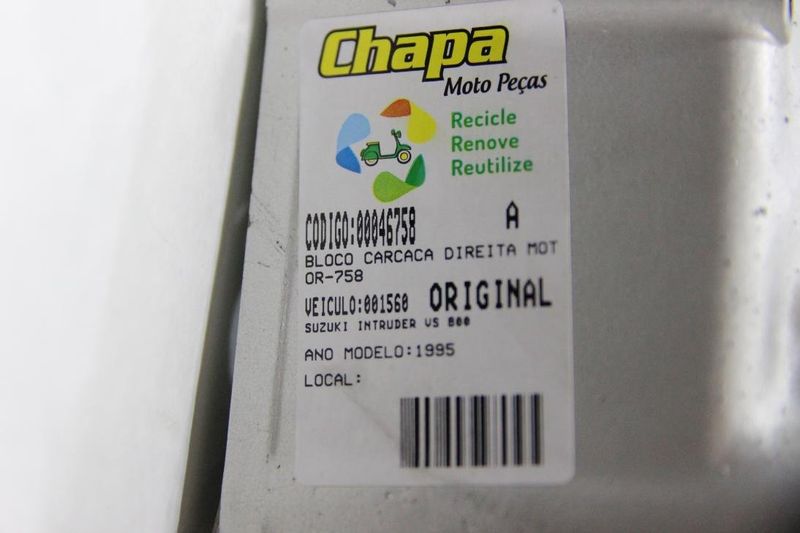 Chapa
Moto Peças
Recicle
Renove
Reutilize
CODIGO:00046758 A
BLOCO CARCACA DIREITA MOT
OR-758
VEICULO:001560 ORIGINAL
SUZUKI INTRUDER VS 800
ANO MODELO:1995
LOCAL: